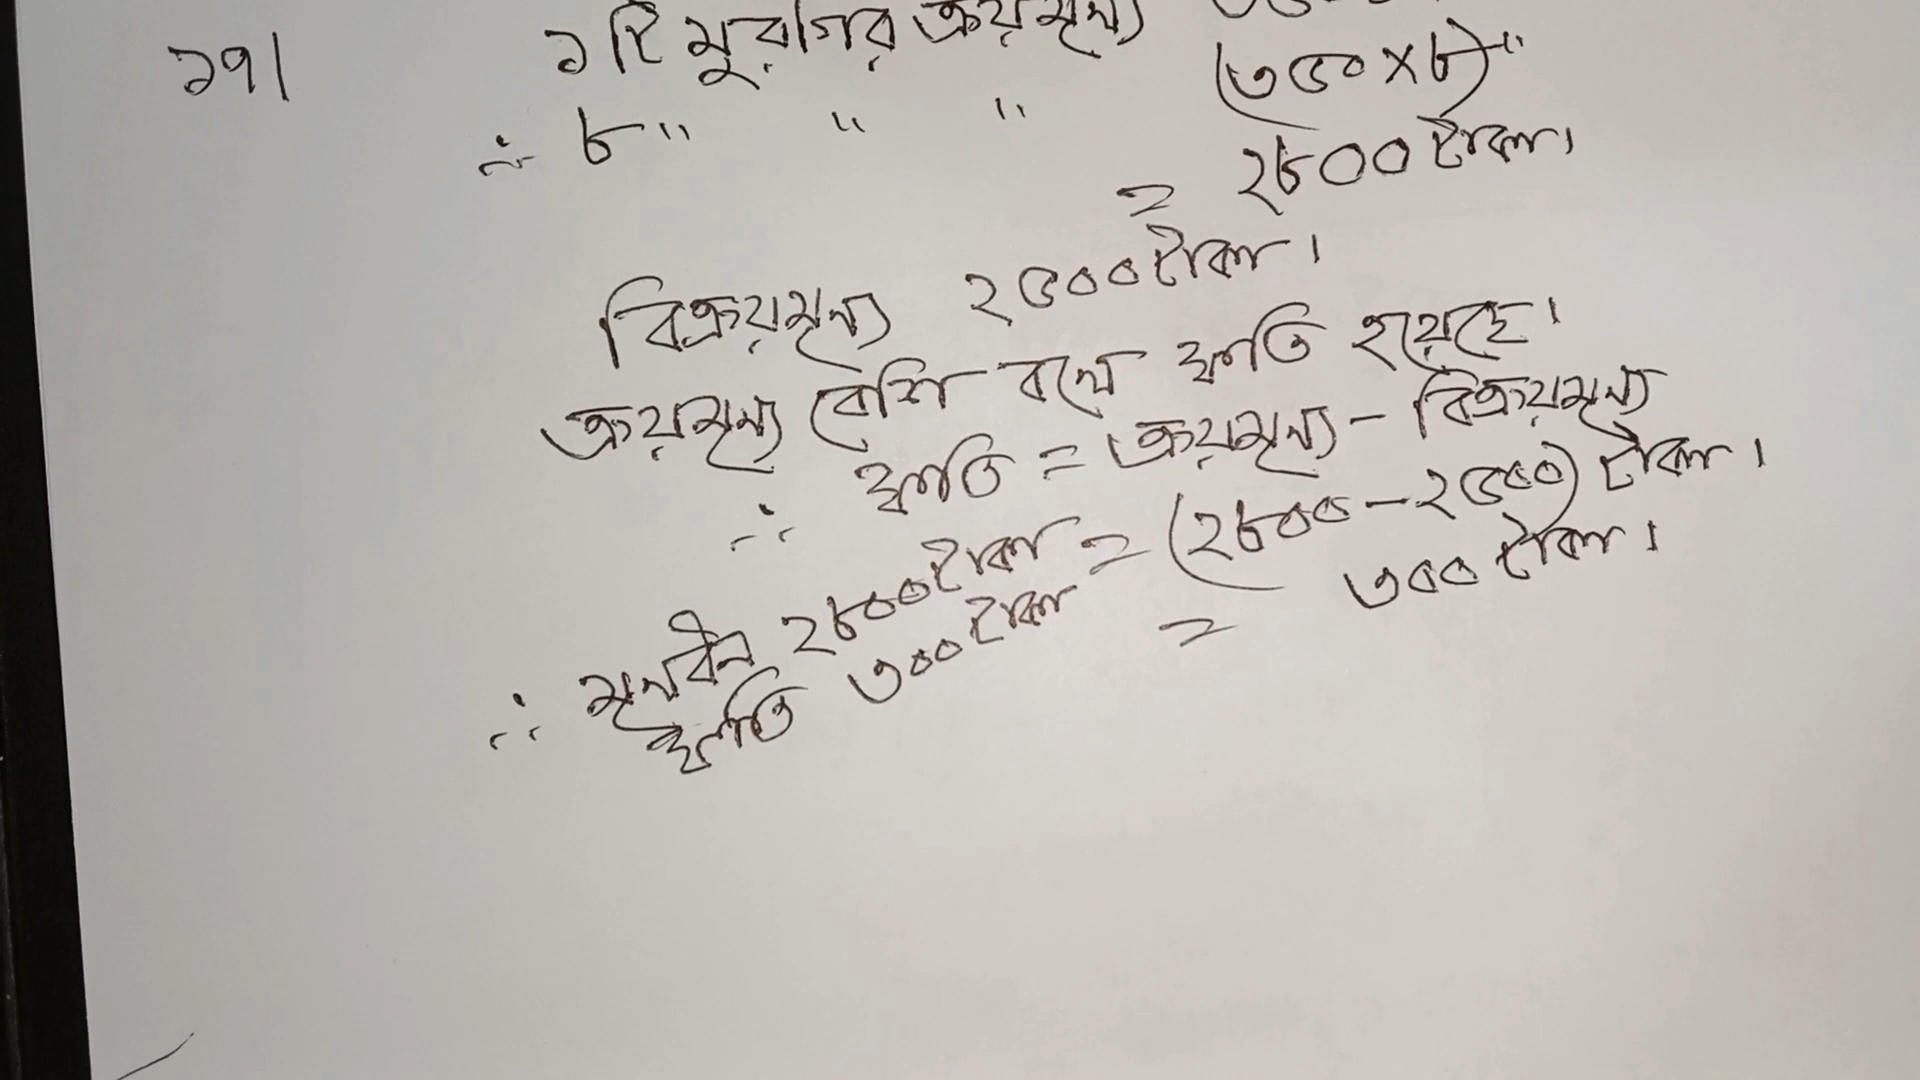 ১৭। ১টি মুরগির ক্রয়মূল্য
(৩৫০×৮)"
∴ ৮ " " "
= ২৮০০ টাকা।
বিক্রয়মূল্য ২৫০০ টাকা।
ক্রয়মূল্য বেশি বলে ক্ষতি হয়েছে।
∴ ক্ষতি = ক্রয়মূল্য - বিক্রয়মূল্য
= (২৮০০-২৫০০) টাকা।
= ৩০০ টাকা।
∴ মূলধন ২৮০০ টাকা
ক্ষতি ৩০০ টাকা